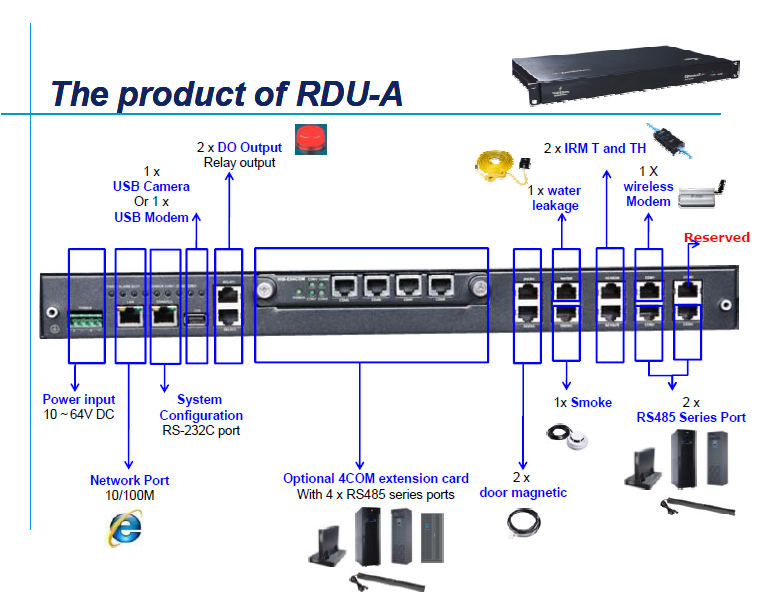 The product of RDU-A
2 x DO Output
Relay output
2 x IRM T and TH
1 x
USB Camera
Or 1 x
USB Modem
1 x water
leakage
1 X
wireless
Modem
Reserved
Power input
10 ~ 64V DC
System
Configuration
RS-232C port
1x Smoke
2 x
RS485 Series Port
Network Port
10/100M
Optional 4COM extension card
With 4 x RS485 series ports
2 x
door magnetic